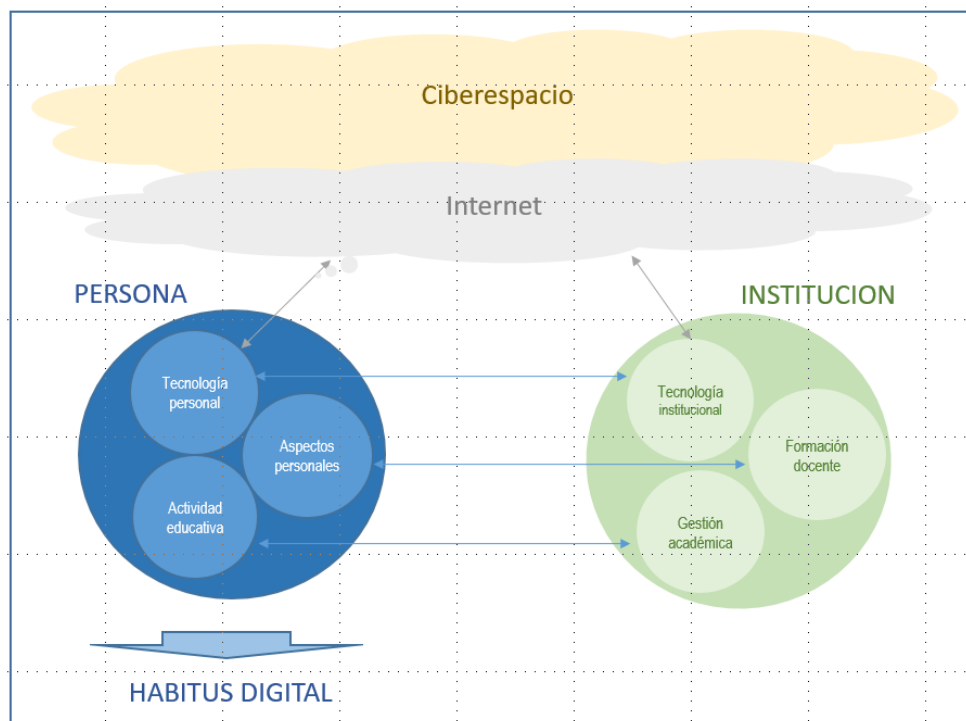 Ciberespacio
Internet
PERSONA
INSTITUCION
Tecnología
personal
Aspectos
personales
Actividad
educativa
Tecnología
institucional
Formación
docente
Gestión
académica
HABITUS DIGITAL